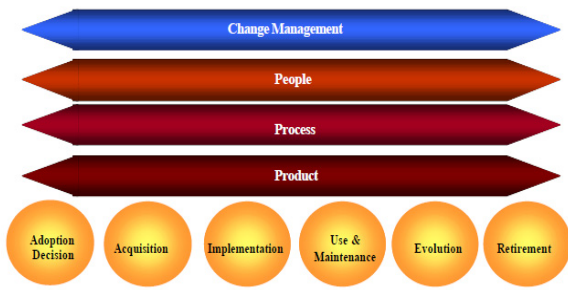 Change Management
People
Process
Product
Adoption
Decision
Acquisition
Implementation
Use &
Maintenance
Evolution
Retirement